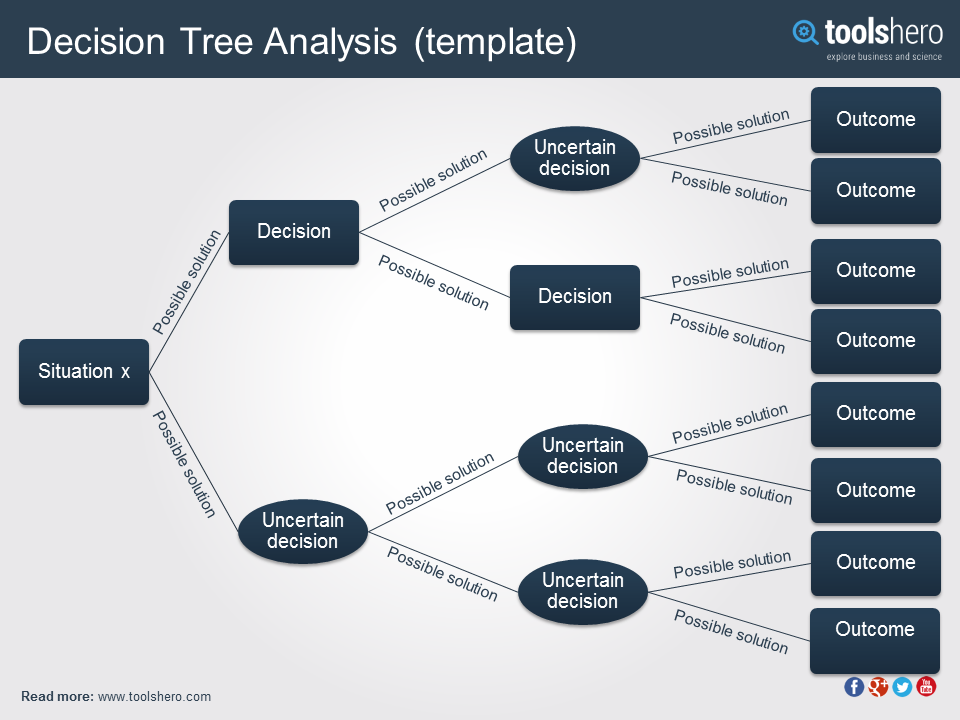 Decision Tree Analysis (template)
toolshero
explore business and science
Situation x
Possible solution
Possible solution
Decision
Uncertain
decision
Possible solution
Possible solution
Possible solution
Possible solution
Uncertain
decision
Decision
Uncertain
decision
Uncertain
decision
Possible solution
Possible solution
Possible solution
Possible solution
Possible solution
Possible solution
Possible solution
Possible solution
Outcome
Outcome
Outcome
Outcome
Outcome
Outcome
Outcome
Outcome
Read more: www.toolshero.com
f
g+
You
Tube